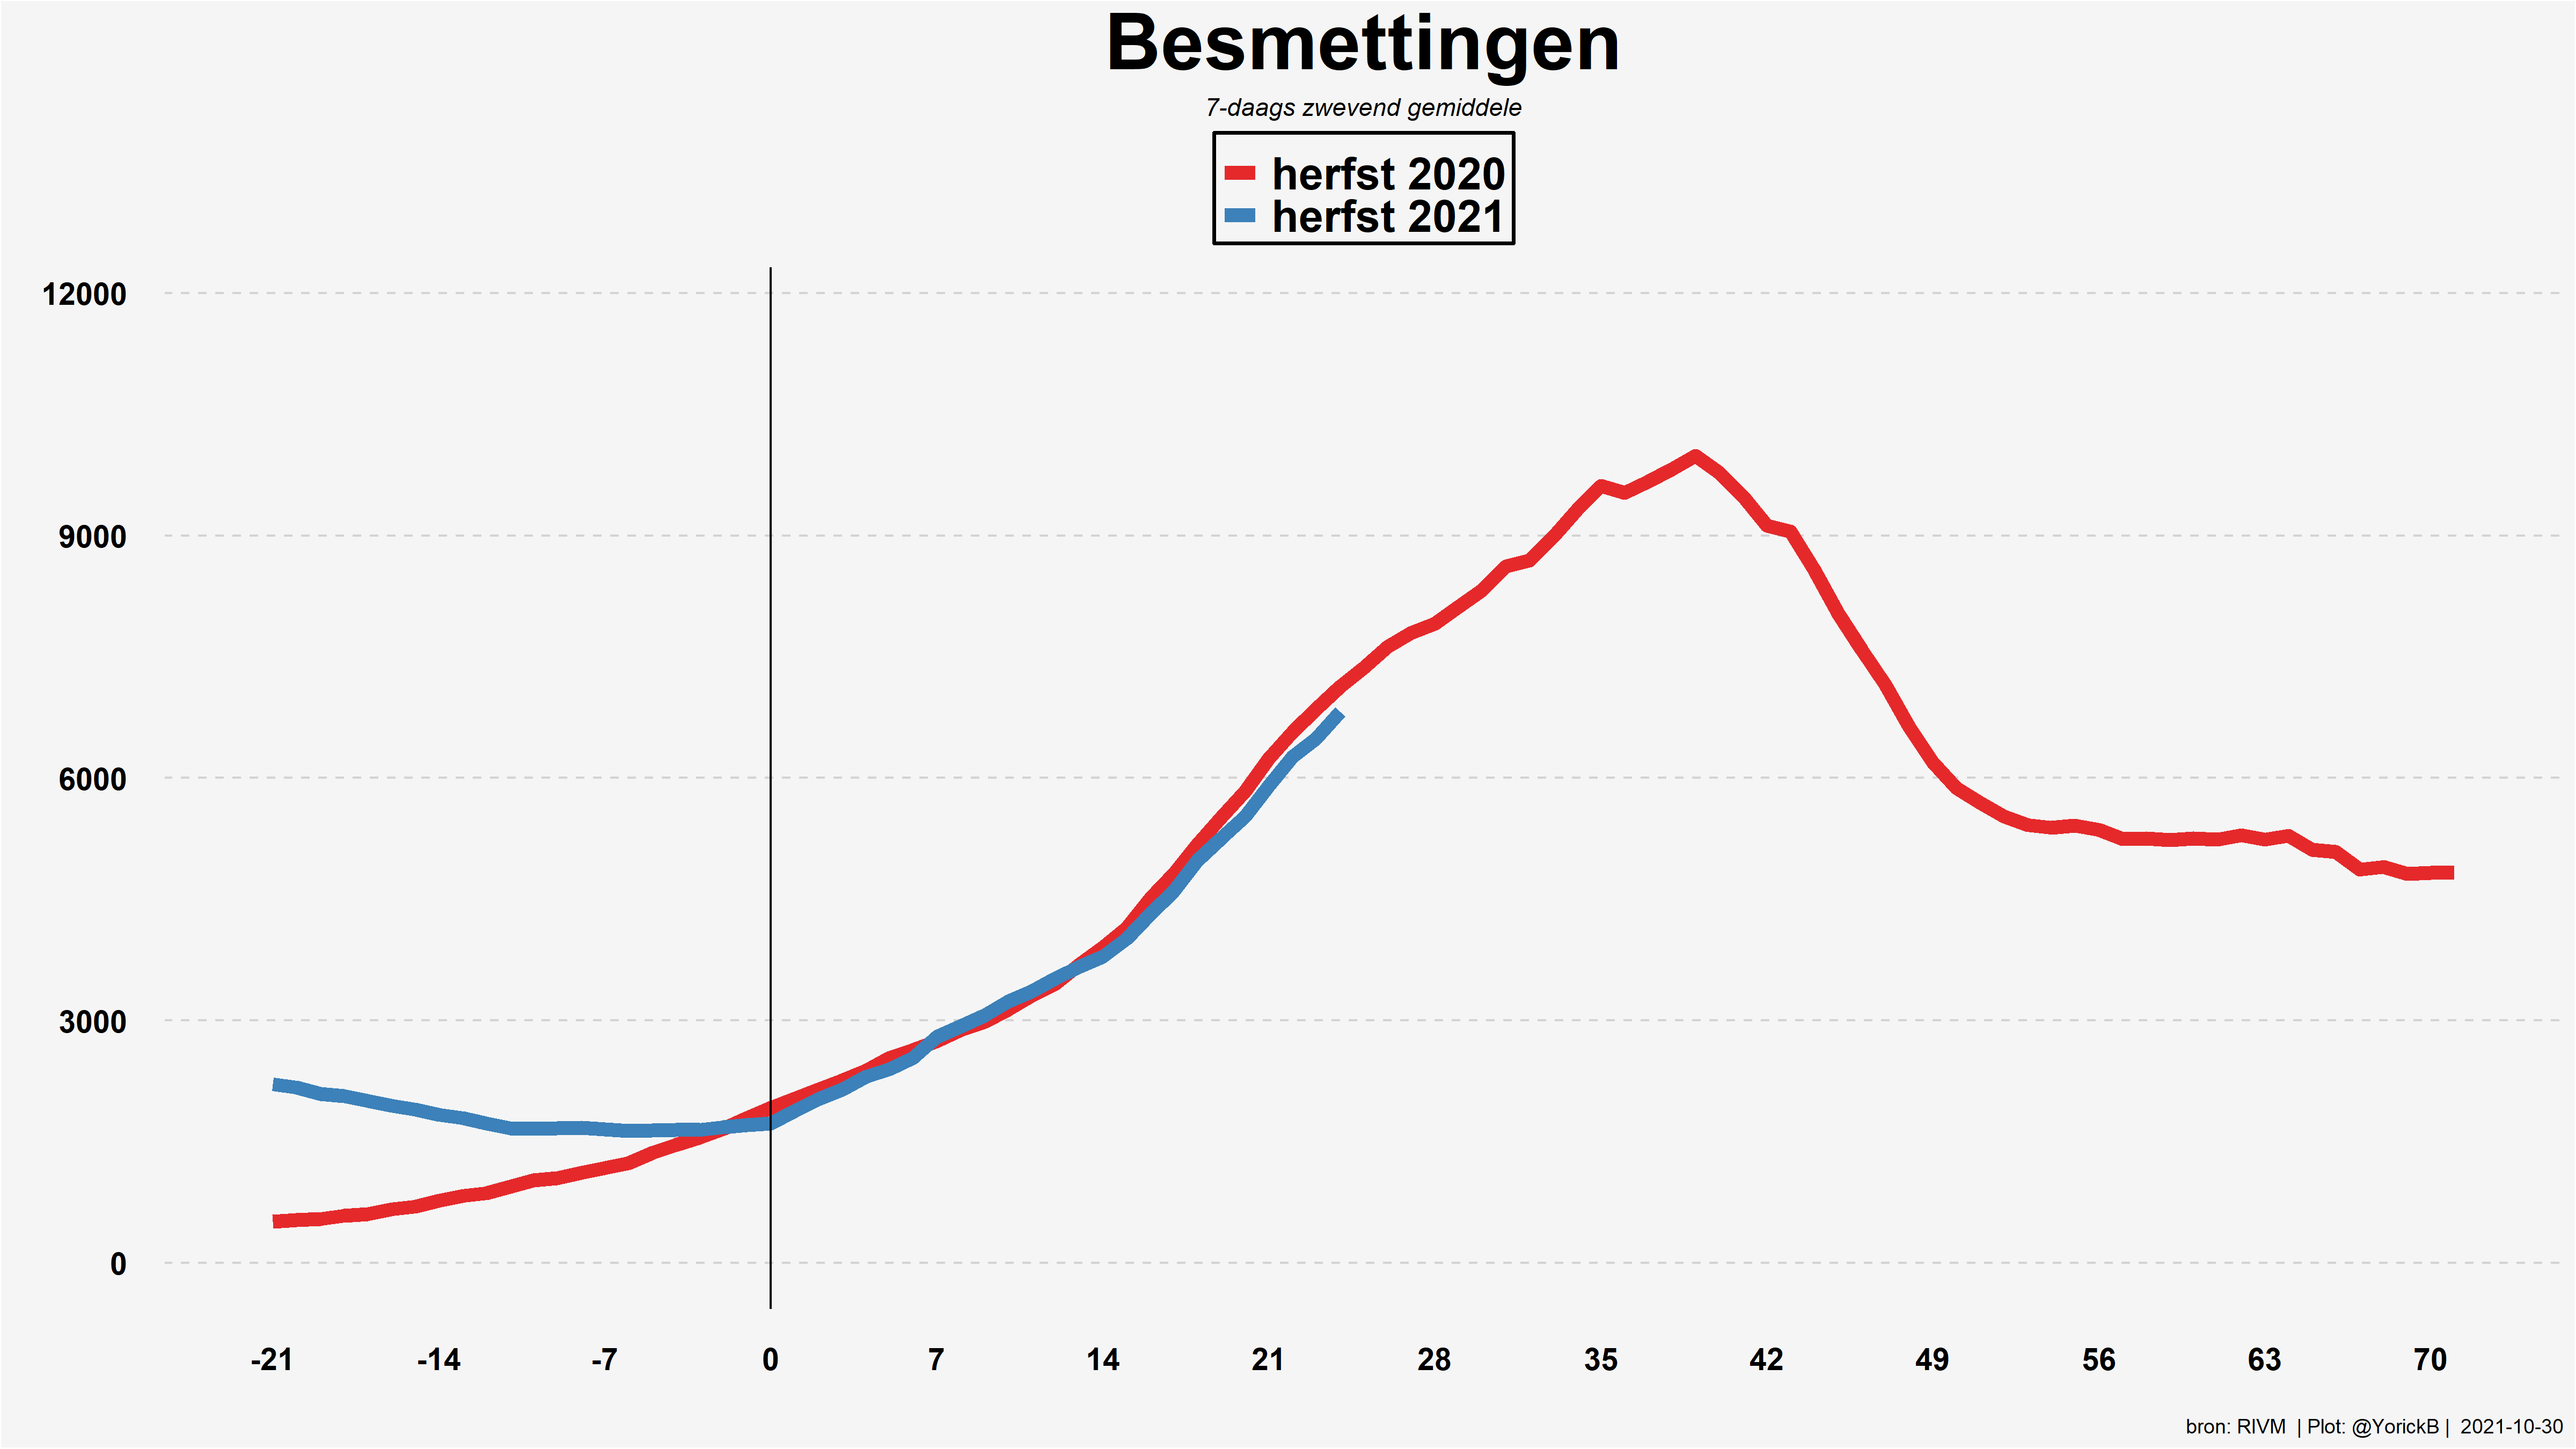 Besmettingen
7-daags zwevend gemiddele
herfst 2020
herfst 2021
12000
9000
6000
3000
0
-21 -14 -7 0 7 14 21 28 35 42 49 56 63 70
bron: RIVM | Plot: @YorickB | 2021-10-30